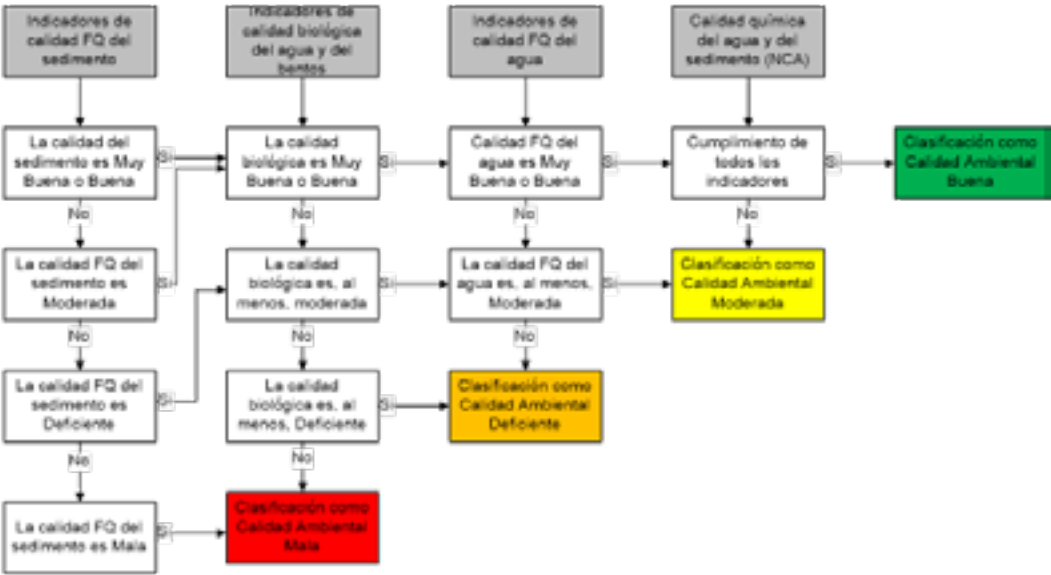 Indicadores de
calidad FQ del
sedimento
Indicadores de
calidad biológica
del agua y del
bentos
Indicadores de
calidad FQ del
agua
Calidad química
del agua y del
sedimento (NCA)
La calidad del
sedimento es Muy
Buena o Buena
Si
La calidad
biológica es Muy
Buena o Buena
Si
Calidad FQ del
agua es Muy
Buena o Buena
Si
Cumplimiento de
todos los
indicadores
Si
Clasificación como
Calidad Ambiental
Buena
No
No
No
No
La calidad FQ del
sedimento es
Moderada
Si
La calidad
biológica es, al
menos, moderada
Si
La calidad FQ del
agua es, al menos,
Moderada
Si
Clasificación como
Calidad Ambiental
Moderada
No
No
No
La calidad FQ del
sedimento es
Deficiente
Si
La calidad
biológica es, al
menos, Deficiente
Si
Clasificación como
Calidad Ambiental
Deficiente
No
No
La calidad FQ del
sedimento es Mala
Si
Clasificación como
Calidad Ambiental
Mala